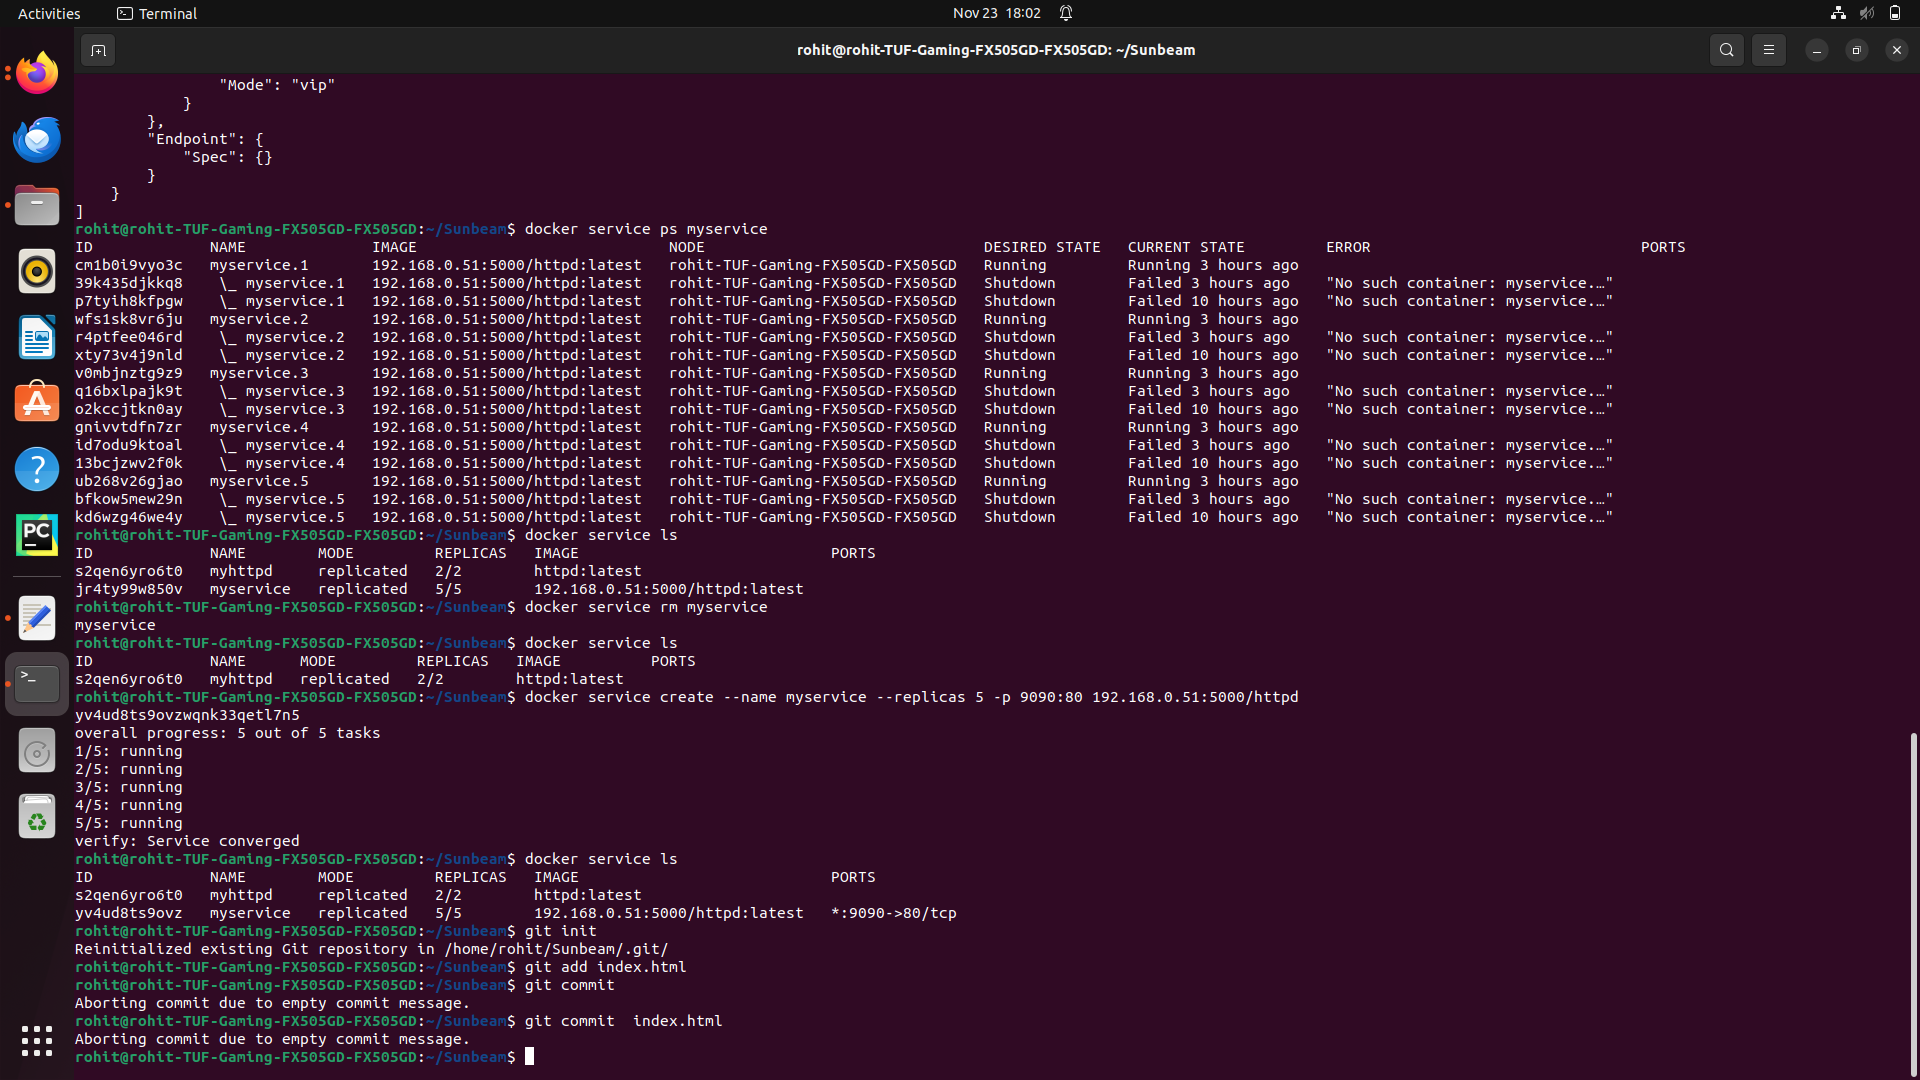 Activities
Terminal
Nov 23 18:02
rohit@rohit-TUF-Gaming-FX505GD-FX505GD: ~/Sunbeam
                "Mode": "vip"
            }
        },
        "Endpoint": {
            "Spec": {}
        }
    }
]
rohit@rohit-TUF-Gaming-FX505GD-FX505GD:~/Sunbeam$ docker service ps myservice
ID             NAME              IMAGE                            NODE                               DESIRED STATE   CURRENT STATE         ERROR                              PORTS
cm1b0i9vyo3c   myservice.1       192.168.0.51:5000/httpd:latest   rohit-TUF-Gaming-FX505GD-FX505GD   Running         Running 3 hours ago
39k435djkkq8    \_ myservice.1   192.168.0.51:5000/httpd:latest   rohit-TUF-Gaming-FX505GD-FX505GD   Shutdown        Failed 3 hours ago    "No such container: myservice.…"
p7tyih8kfpgw    \_ myservice.1   192.168.0.51:5000/httpd:latest   rohit-TUF-Gaming-FX505GD-FX505GD   Shutdown        Failed 10 hours ago   "No such container: myservice.…"
wfs1sk8vr6ju   myservice.2       192.168.0.51:5000/httpd:latest   rohit-TUF-Gaming-FX505GD-FX505GD   Running         Running 3 hours ago
r4ptfee046rd    \_ myservice.2   192.168.0.51:5000/httpd:latest   rohit-TUF-Gaming-FX505GD-FX505GD   Shutdown        Failed 3 hours ago    "No such container: myservice.…"
xty73v4j9nld    \_ myservice.2   192.168.0.51:5000/httpd:latest   rohit-TUF-Gaming-FX505GD-FX505GD   Shutdown        Failed 10 hours ago   "No such container: myservice.…"
v0mbjnztg9z9   myservice.3       192.168.0.51:5000/httpd:latest   rohit-TUF-Gaming-FX505GD-FX505GD   Running         Running 3 hours ago
q16bxlpajk9t    \_ myservice.3   192.168.0.51:5000/httpd:latest   rohit-TUF-Gaming-FX505GD-FX505GD   Shutdown        Failed 3 hours ago    "No such container: myservice.…"
o2kccjtkn0ay    \_ myservice.3   192.168.0.51:5000/httpd:latest   rohit-TUF-Gaming-FX505GD-FX505GD   Shutdown        Failed 10 hours ago   "No such container: myservice.…"
gnivvtdfn7zr   myservice.4       192.168.0.51:5000/httpd:latest   rohit-TUF-Gaming-FX505GD-FX505GD   Running         Running 3 hours ago
id7odu9ktoal    \_ myservice.4   192.168.0.51:5000/httpd:latest   rohit-TUF-Gaming-FX505GD-FX505GD   Shutdown        Failed 3 hours ago    "No such container: myservice.…"
13bcjzwv2f0k    \_ myservice.4   192.168.0.51:5000/httpd:latest   rohit-TUF-Gaming-FX505GD-FX505GD   Shutdown        Failed 10 hours ago   "No such container: myservice.…"
ub268v26gjao   myservice.5       192.168.0.51:5000/httpd:latest   rohit-TUF-Gaming-FX505GD-FX505GD   Running         Running 3 hours ago
bfkow5mew29n    \_ myservice.5   192.168.0.51:5000/httpd:latest   rohit-TUF-Gaming-FX505GD-FX505GD   Shutdown        Failed 3 hours ago    "No such container: myservice.…"
kd6wzg46we4y    \_ myservice.5   192.168.0.51:5000/httpd:latest   rohit-TUF-Gaming-FX505GD-FX505GD   Shutdown        Failed 10 hours ago   "No such container: myservice.…"
rohit@rohit-TUF-Gaming-FX505GD-FX505GD:~/Sunbeam$ docker service ls
ID             NAME        MODE         REPLICAS   IMAGE                            PORTS
s2qen6yro6t0   myhttpd     replicated   2/2        httpd:latest
jr4ty99w850v   myservice   replicated   5/5        192.168.0.51:5000/httpd:latest
rohit@rohit-TUF-Gaming-FX505GD-FX505GD:~/Sunbeam$ docker service rm myservice
myservice
rohit@rohit-TUF-Gaming-FX505GD-FX505GD:~/Sunbeam$ docker service ls
ID             NAME      MODE         REPLICAS   IMAGE          PORTS
s2qen6yro6t0   myhttpd   replicated   2/2        httpd:latest
rohit@rohit-TUF-Gaming-FX505GD-FX505GD:~/Sunbeam$ docker service create --name myservice --replicas 5 -p 9090:80 192.168.0.51:5000/httpd
yv4ud8ts9ovzwqnk33qetl7n5
overall progress: 5 out of 5 tasks
1/5: running
2/5: running
3/5: running
4/5: running
5/5: running
verify: Service converged
rohit@rohit-TUF-Gaming-FX505GD-FX505GD:~/Sunbeam$ docker service ls
ID             NAME        MODE         REPLICAS   IMAGE                            PORTS
s2qen6yro6t0   myhttpd     replicated   2/2        httpd:latest
yv4ud8ts9ovz   myservice   replicated   5/5        192.168.0.51:5000/httpd:latest   *:9090->80/tcp
rohit@rohit-TUF-Gaming-FX505GD-FX505GD:~/Sunbeam$ git init
Reinitialized existing Git repository in /home/rohit/Sunbeam/.git/
rohit@rohit-TUF-Gaming-FX505GD-FX505GD:~/Sunbeam$ git add index.html
rohit@rohit-TUF-Gaming-FX505GD-FX505GD:~/Sunbeam$ git commit
Aborting commit due to empty commit message.
rohit@rohit-TUF-Gaming-FX505GD-FX505GD:~/Sunbeam$ git commit  index.html
Aborting commit due to empty commit message.
rohit@rohit-TUF-Gaming-FX505GD-FX505GD:~/Sunbeam$